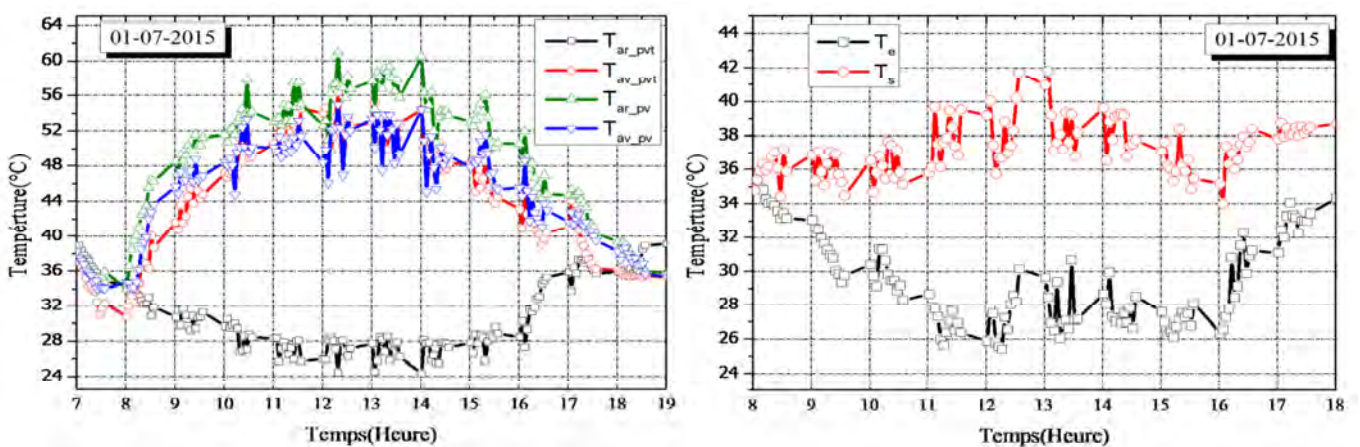 01-07-2015
T_ar_pvt
T_av_pvt
T_ar_pv
T_av_pv
64
60
56
52
48
44
40
36
32
28
24
Tempérture(°C)
7 8 9 10 11 12 13 14 15 16 17 18 19
Temps(Heure)
01-07-2015
T_e
T_s
44
42
40
38
36
34
32
30
28
26
24
Température(°C)
8 9 10 11 12 13 14 15 16 17 18
Temps(Heure)